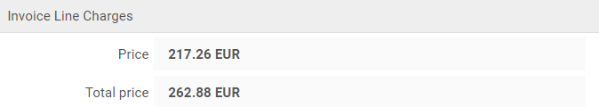 Invoice Line Charges
Price 217.26 EUR
Total price 262.88 EUR